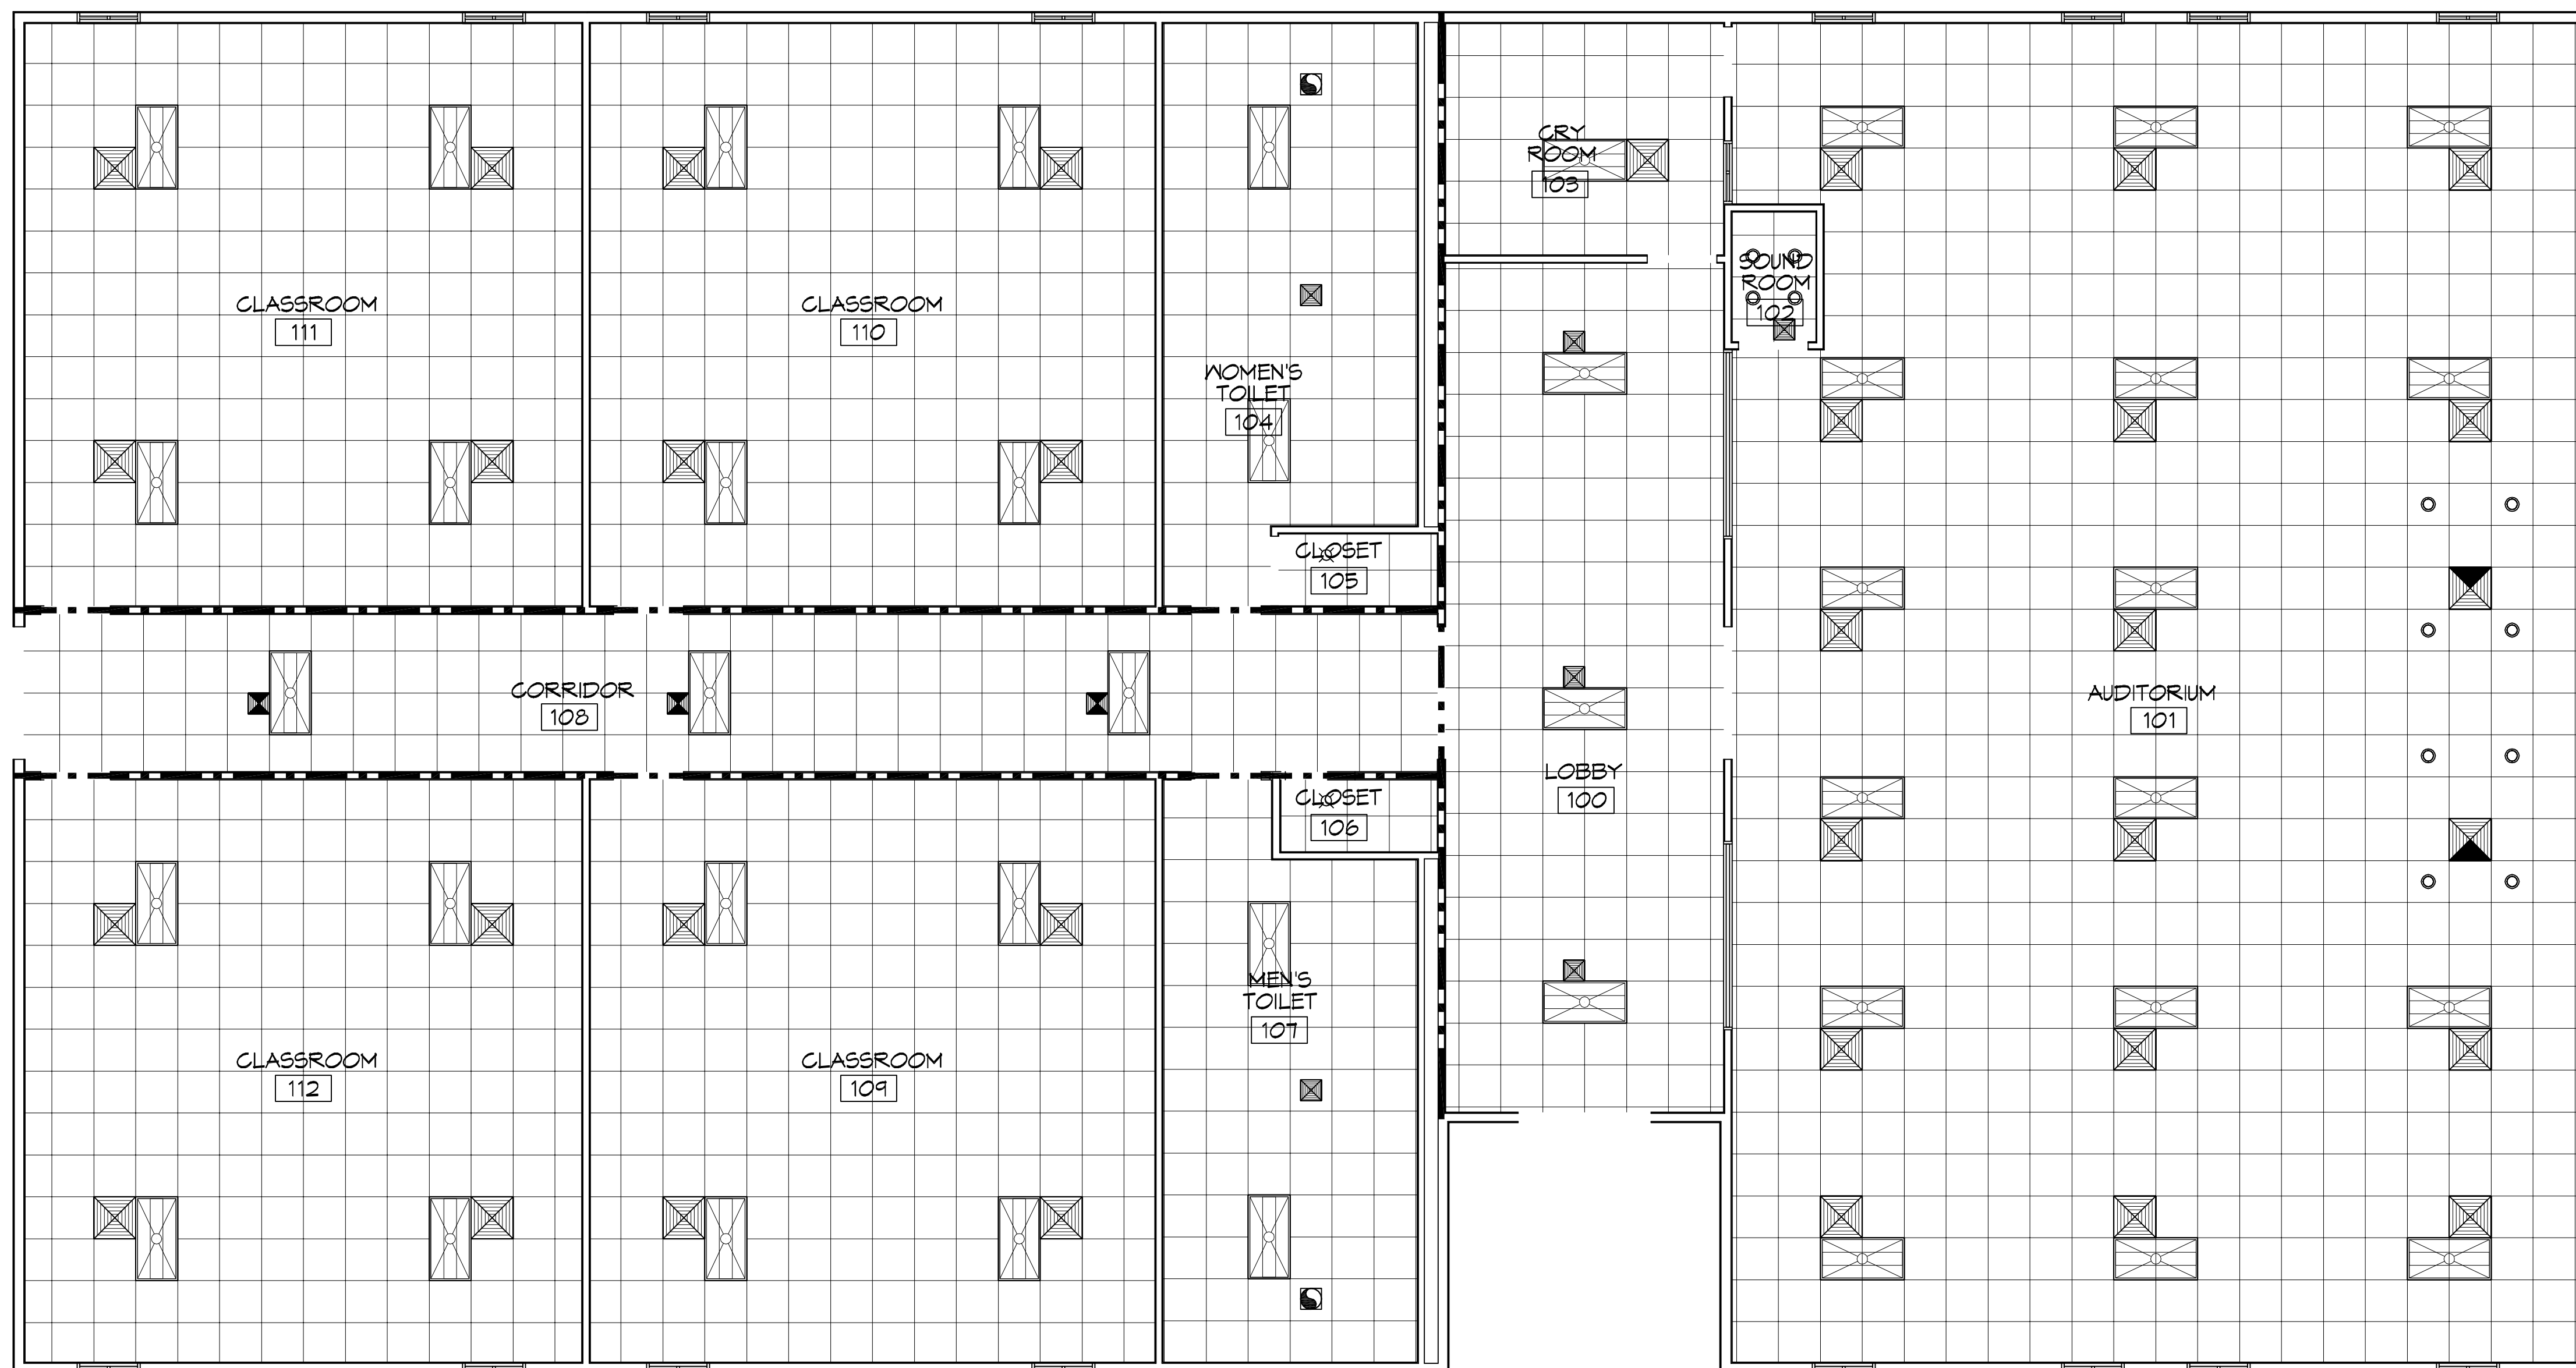 CRY
ROOM
103
SOUND
ROOM
102
CLASSROOM
111
CLASSROOM
110
WOMEN'S
TOILET
104
CLOSET
105
CORRIDOR
108
AUDITORIUM
101
LOBBY
100
CLOSET
106
MEN'S
TOILET
107
CLASSROOM
112
CLASSROOM
109